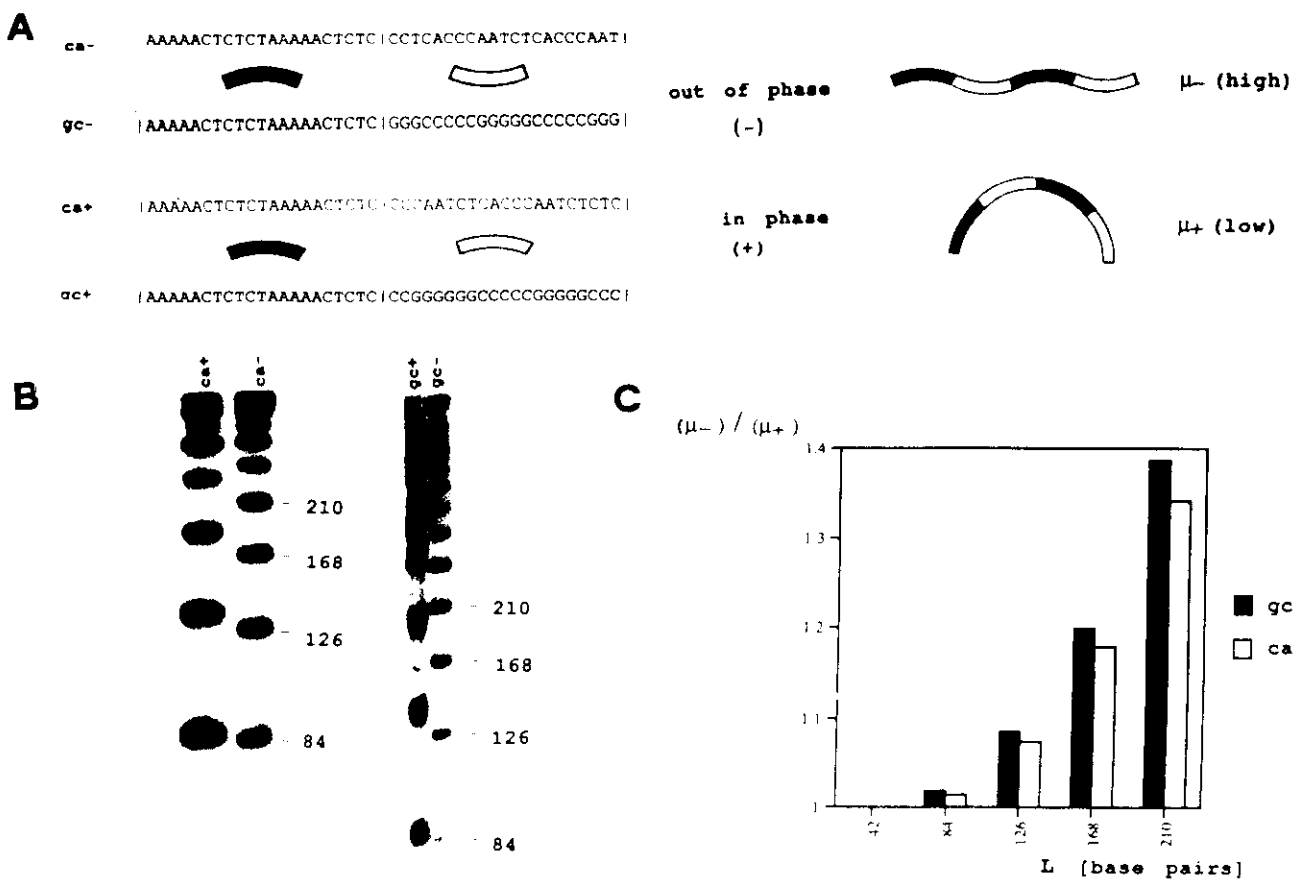 A
ca-
AAAAACTCTCTAAAAACTCTC|CCTCACCCAATCTCACCCAAT|
gc-
|AAAAACTCTCTAAAAACTCTC|GGGCCCCCGGGGGCCCCCGGG|
ca+
|AAAAACTCTCTAAAAACTCTC CCCAATCTCACCCAATCTCTC|
gc+
|AAAAACTCTCTAAAAACTCTC|CCGGGGGGCCCCCGGGGGCCC|
out of phase
(-)
μ- (high)
in phase
(+)
μ+ (low)
B
ca+
ca-
210
168
126
84
gc+
gc-
210
168
126
84
C
(μ-) / (μ+)
1.4
1.3
1.2
1.1
1
42
84
126
168
210
L [base pairs]
gc
ca